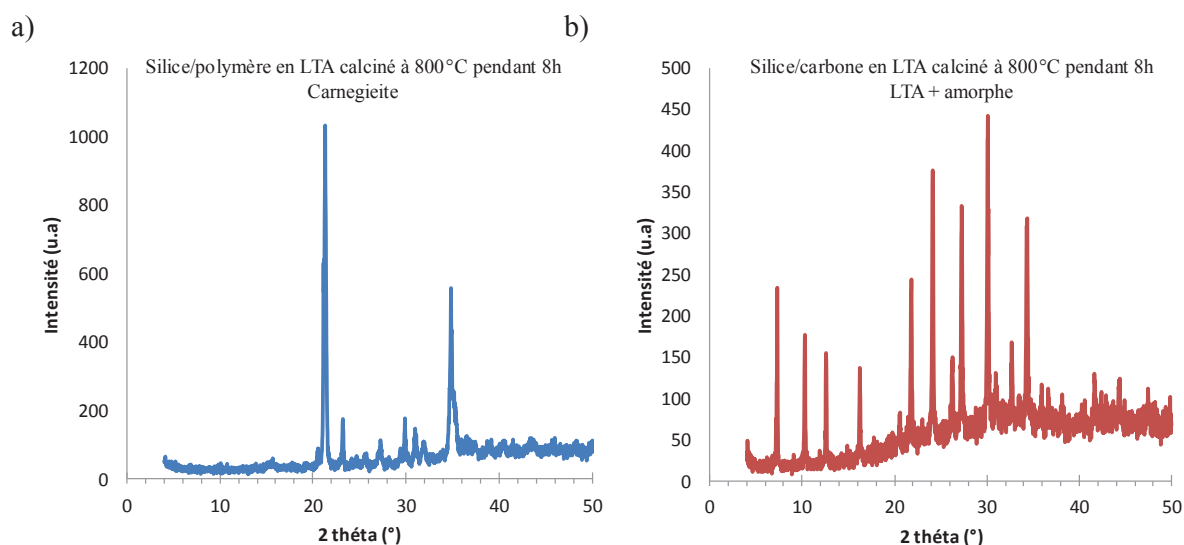 a)
Silice/polymère en LTA calciné à 800°C pendant 8h
Carnegieite
1200
1000
800
600
400
200
0
Intensité (u.a)
0 10 20 30 40 50
2 théta (°)
b)
Silice/carbone en LTA calciné à 800°C pendant 8h
LTA + amorphe
500
450
400
350
300
250
200
150
100
50
0
Intensité (u.a)
0 10 20 30 40 50
2 théta (°)